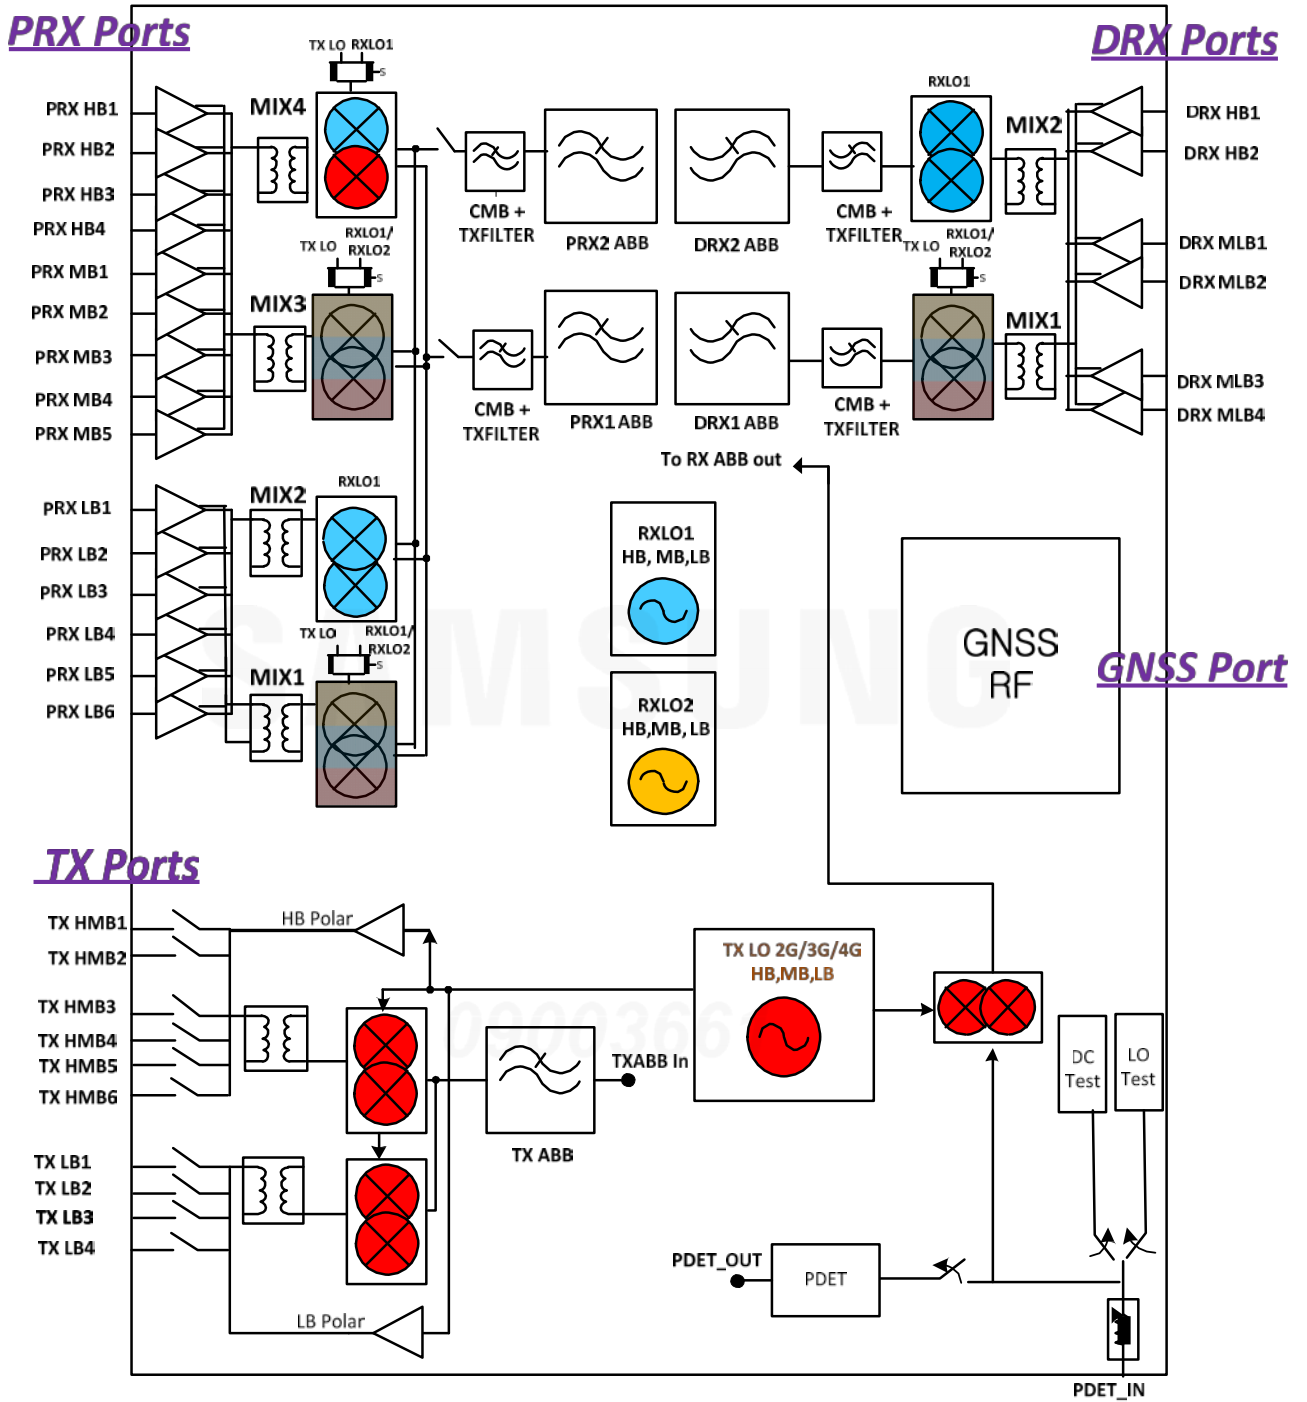 PRX Ports
DRX Ports
TX LO RXLO1
S
PRX HB1
PRX HB2
PRX HB3
PRX HB4
PRX MB1
PRX MB2
PRX MB3
PRX MB4
PRX MB5
MIX4
CMB +
TXFILTER
PRX2 ABB
DRX2 ABB
CMB +
TXFILTER
RXLO1
MIX2
DRX HB1
DRX HB2
TX LO
RXLO1/
RXLO2
S
MIX3
CMB +
TXFILTER
PRX1 ABB
DRX1 ABB
CMB +
TXFILTER
TX LO
RXLO1/
RXLO2
S
MIX1
DRX MLB1
DRX MLB2
DRX MLB3
DRX MLB4
To RX ABB out
PRX LB1
PRX LB2
PRX LB3
PRX LB4
PRX LB5
PRX LB6
MIX2
RXLO1
TX LO
RXLO1/
RXLO2
S
MIX1
RXLO1
HB, MB,LB
RXLO2
HB,MB, LB
SAMSUNG
GNSS
RF
GNSS Port
TX Ports
TX HMB1
TX HMB2
TX HMB3
TX HMB4
TX HMB5
TX HMB6
HB Polar
TX LO 2G/3G/4G
HB,MB,LB
0900366
TXABB In
TX ABB
DC
Test
LO
Test
TX LB1
TX LB2
TX LB3
TX LB4
LB Polar
PDET_OUT
PDET
PDET_IN